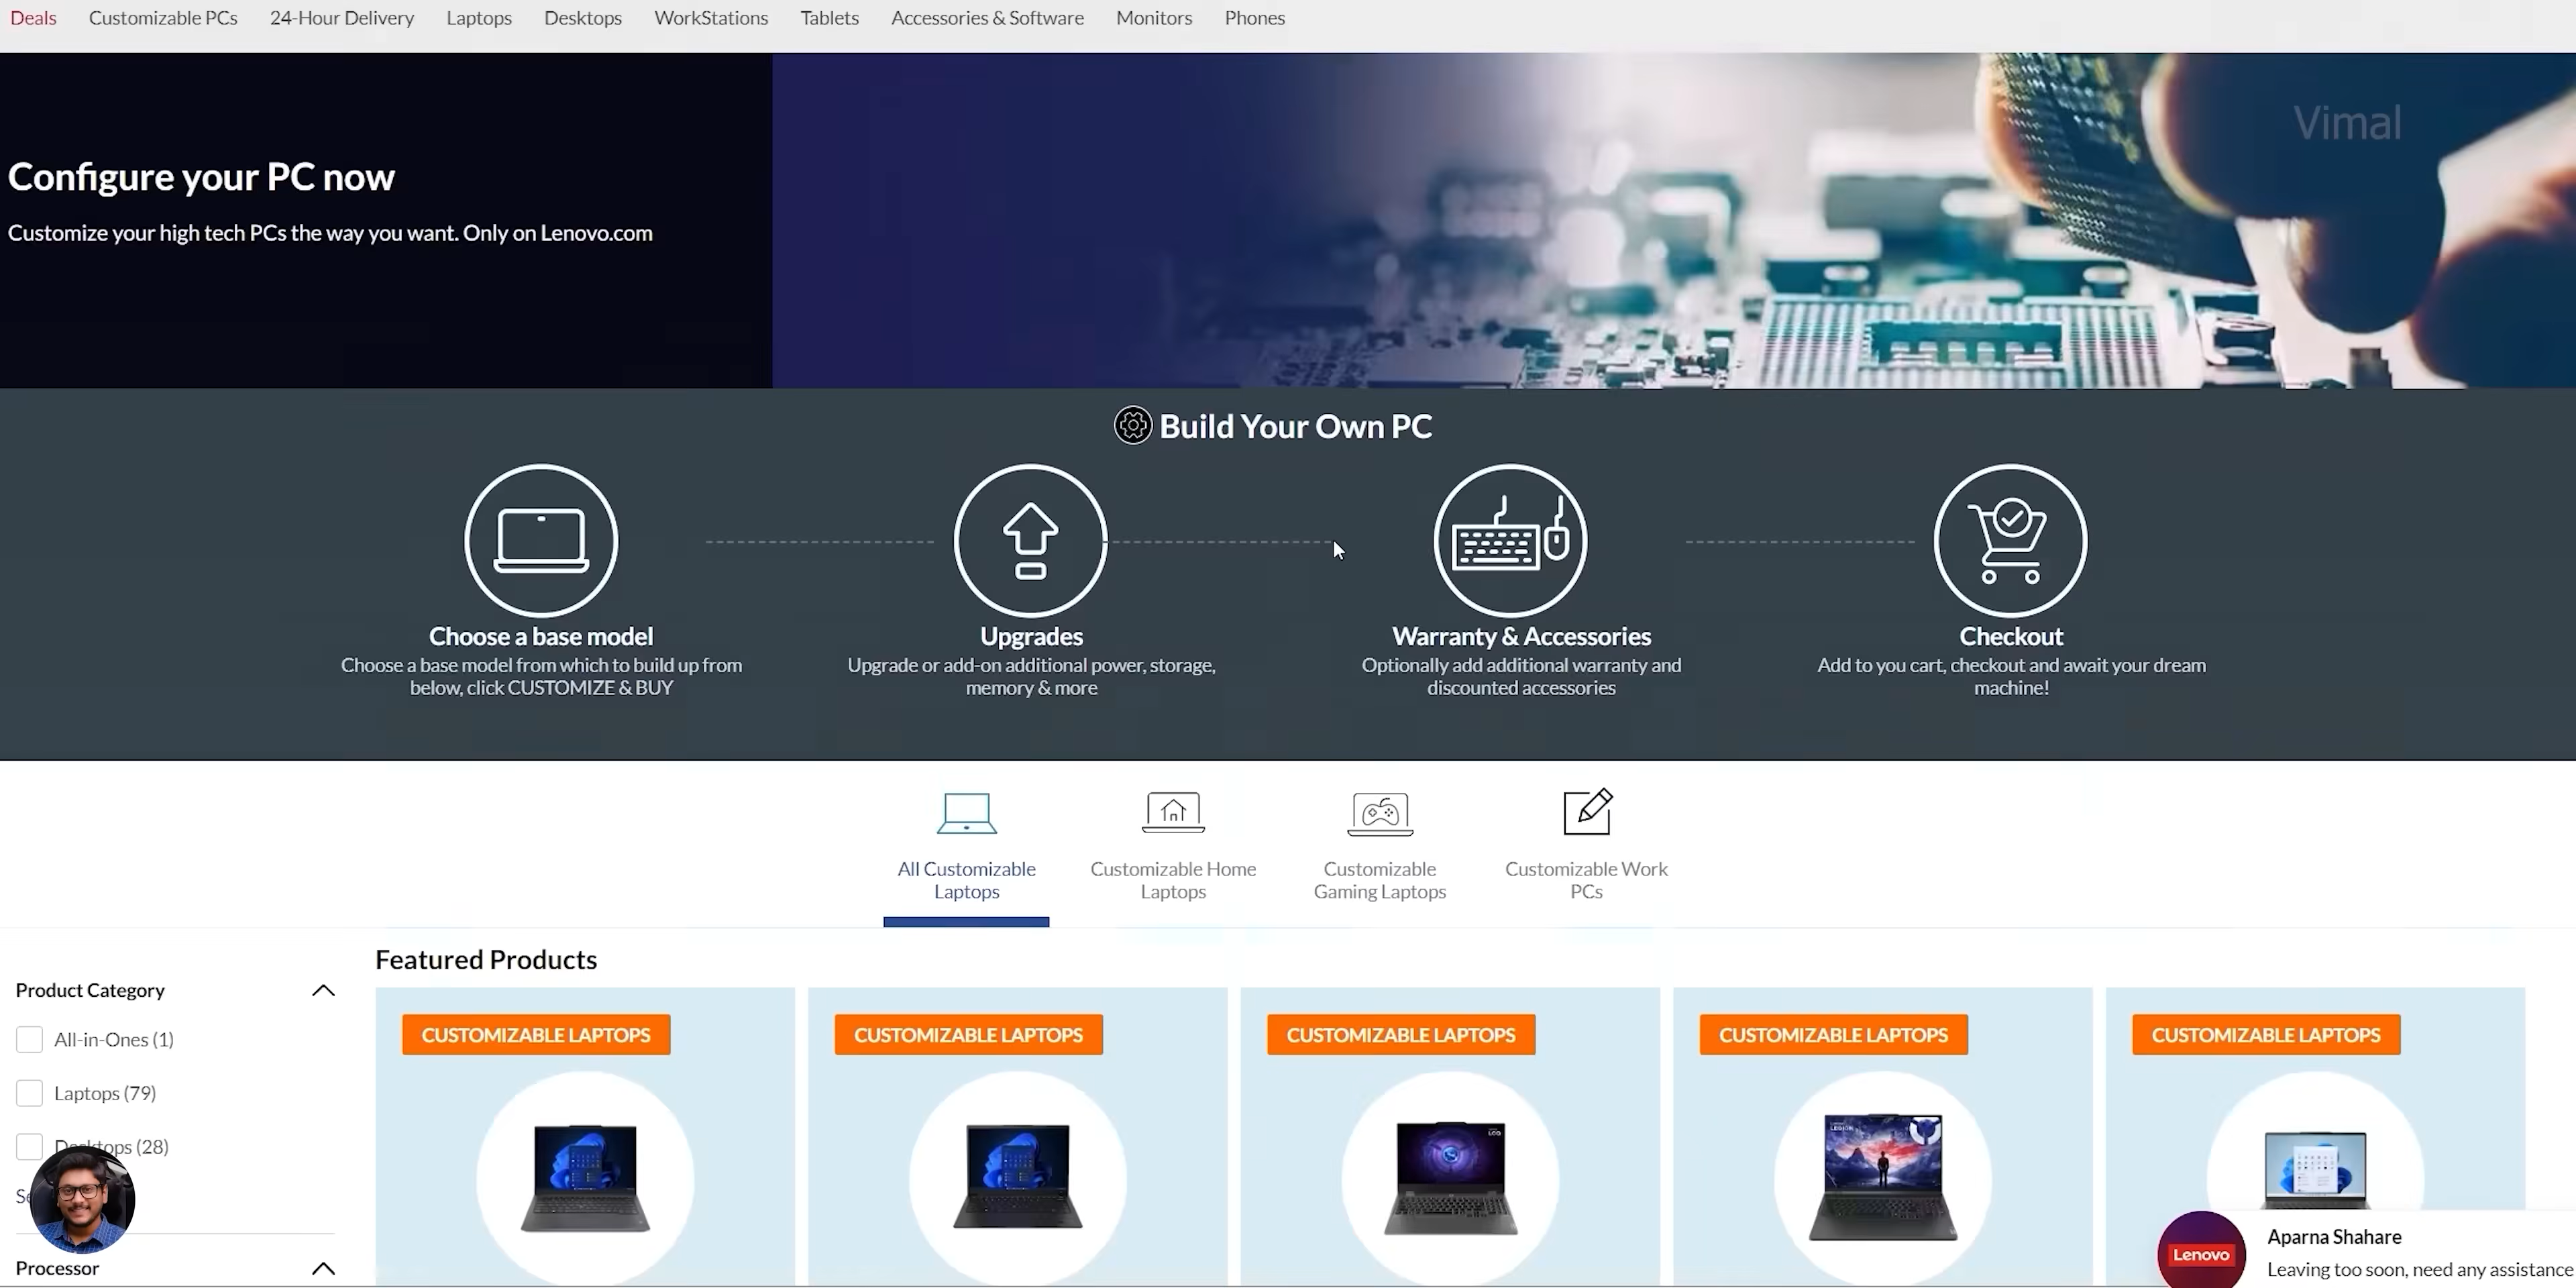 Deals Customizable PCs 24-Hour Delivery Laptops Desktops WorkStations Tablets Accessories & Software Monitors Phones
Vimal
Configure your PC now
Customize your high tech PCs the way you want. Only on Lenovo.com
Build Your Own PC
Choose a base model
Choose a base model from which to build up from
below, click CUSTOMIZE & BUY
Upgrades
Upgrade or add-on additional power, storage,
memory & more
Warranty & Accessories
Optionally add additional warranty and
discounted accessories
Checkout
Add to you cart, checkout and await your dream
machine!
All Customizable
Laptops
Customizable Home
Laptops
Customizable
Gaming Laptops
Customizable Work
PCs
Product Category
All-in-Ones (1)
Laptops (79)
Desktops (28)
Processor
Featured Products
CUSTOMIZABLE LAPTOPS
CUSTOMIZABLE LAPTOPS
CUSTOMIZABLE LAPTOPS
LOQ
CUSTOMIZABLE LAPTOPS
LEGION
CUSTOMIZABLE LAPTOPS
Lenovo
Aparna Shahare
Leaving too soon, need any assistance